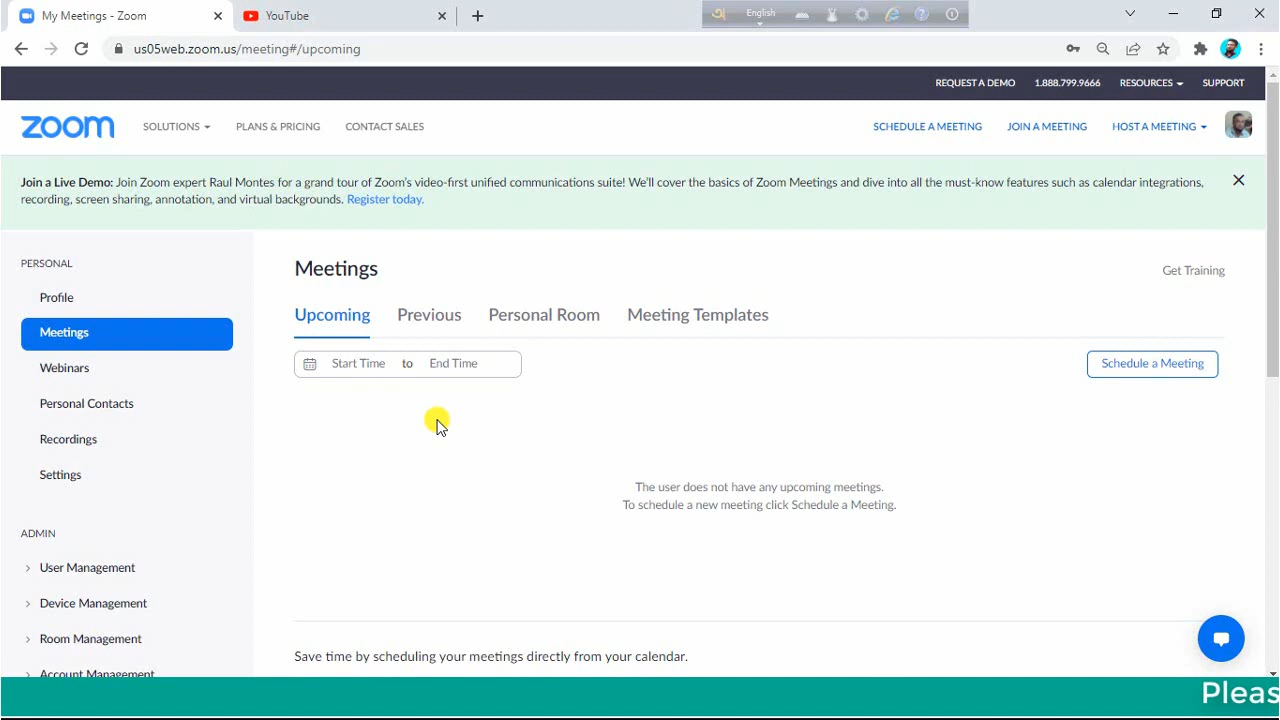 My Meetings - Zoom
YouTube
English
us05web.zoom.us/meeting#/upcoming
REQUEST A DEMO 1.888.799.9666 RESOURCES SUPPORT
zoom SOLUTIONS PLANS & PRICING CONTACT SALES SCHEDULE A MEETING JOIN A MEETING HOST A MEETING
Join a Live Demo: Join Zoom expert Raul Montes for a grand tour of Zoom's video-first unified communications suite! We'll cover the basics of Zoom Meetings and dive into all the must-know features such as calendar integrations,
recording, screen sharing, annotation, and virtual backgrounds. Register today.
PERSONAL
Profile
Meetings
Webinars
Personal Contacts
Recordings
Settings
ADMIN
User Management
Device Management
Room Management
Account Management
Meetings
Get Training
Upcoming Previous Personal Room Meeting Templates
Start Time to End Time
Schedule a Meeting
The user does not have any upcoming meetings.
To schedule a new meeting click Schedule a Meeting.
Save time by scheduling your meetings directly from your calendar.
Pleas